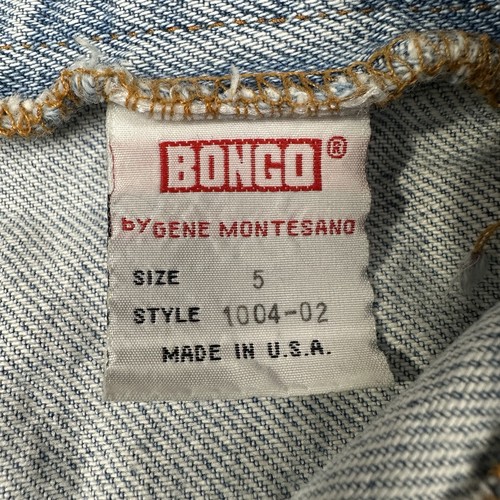 BONGO®
by GENE MONTESANO
SIZE 5
STYLE 1004-02
MADE IN U.S.A.